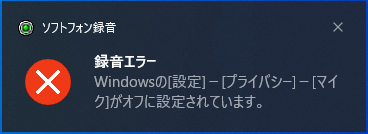 ソフトフォン録音
録音エラー
Windowsの[設定]－[プライバシー]－[マイ
ク]がオフに設定されています。